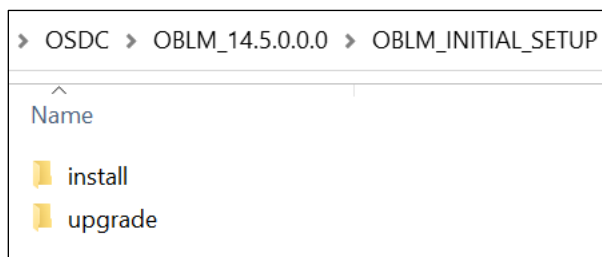 > OSDC > OBLM_14.5.0.0.0 > OBLM_INITIAL_SETUP
Name
install
upgrade